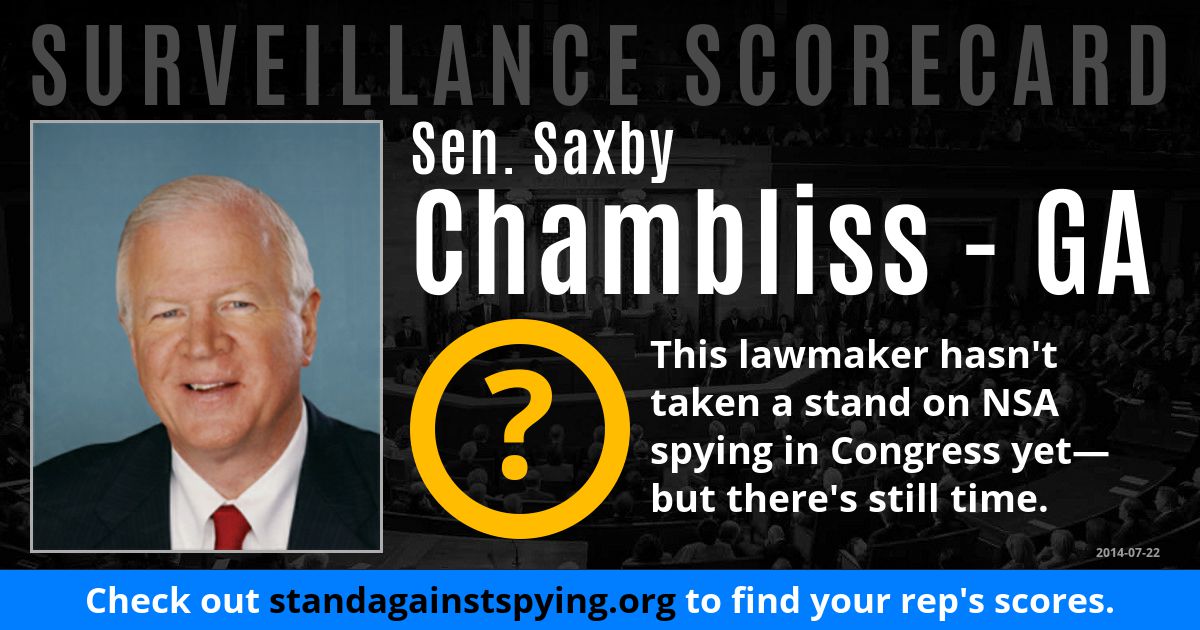 SURVEILLANCE SCORECARD
Sen. Saxby
Chambliss - GA
?
This lawmaker hasn't
taken a stand on NSA
spying in Congress yet—
but there's still time.
2014-07-22
Check out standagainstspying.org to find your rep's scores.